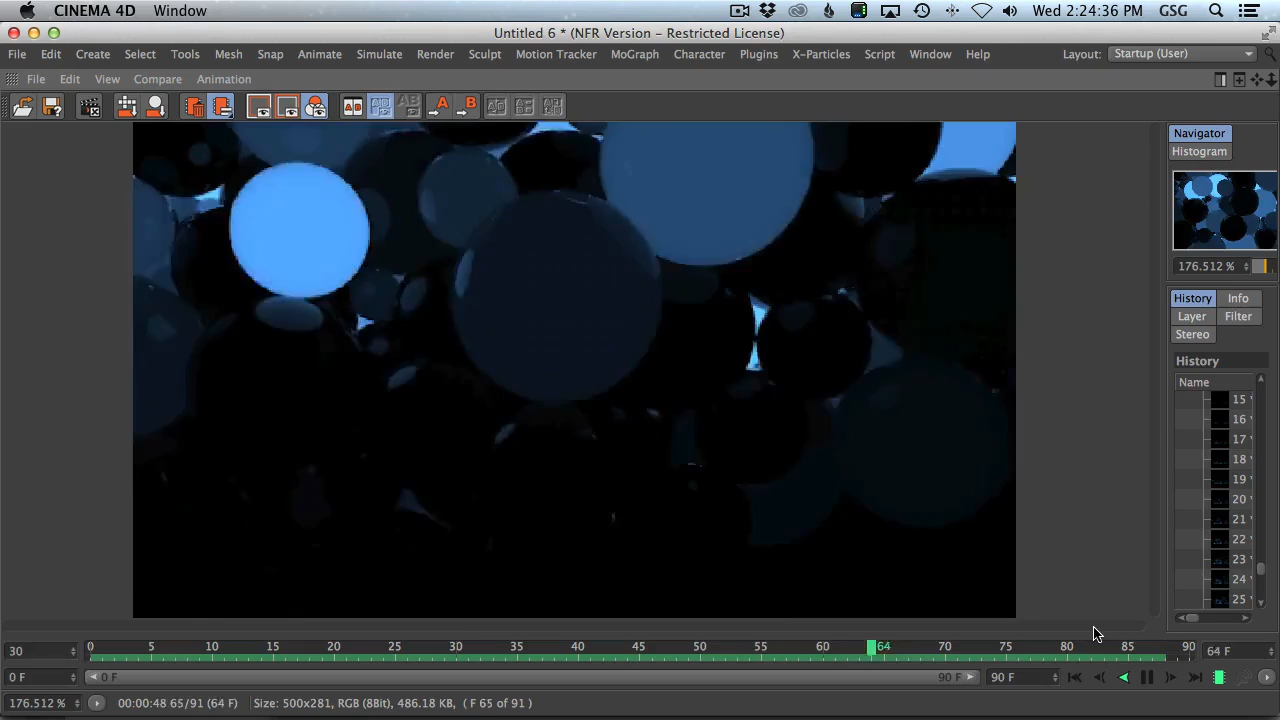 CINEMA 4D Window Wed 2:24:36 PM GSG
Untitled 6 * (NFR Version - Restricted License)
File Edit Create Select Tools Mesh Snap Animate Simulate Render Sculpt Motion Tracker MoGraph Character Plugins X-Particles Script Window Help Layout: Startup (User)
File Edit View Compare Animation
AB A B
Navigator
Histogram
176.512 %
History Info
Layer Filter
Stereo
History
Name
15
16
17
18
19
20
21
22
23
24
25
30 0 5 10 15 20 25 30 35 40 45 50 55 60 64 70 75 80 85 90 64 F
0 F 0 F 90 F 90 F
176.512 % 00:00:48 65/91 (64 F) Size: 500x281, RGB (8Bit), 486.18 KB, ( F 65 of 91 )